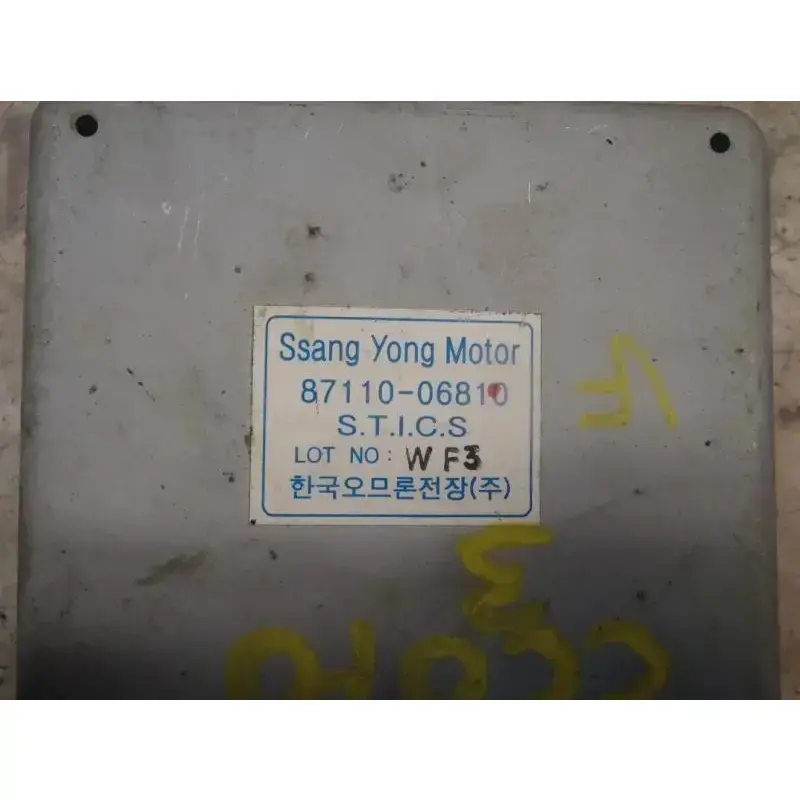 Ssang Yong Motor
87110-06810
S.T.I.C.S
LOT NO : WF3
한국오므론전장(주)